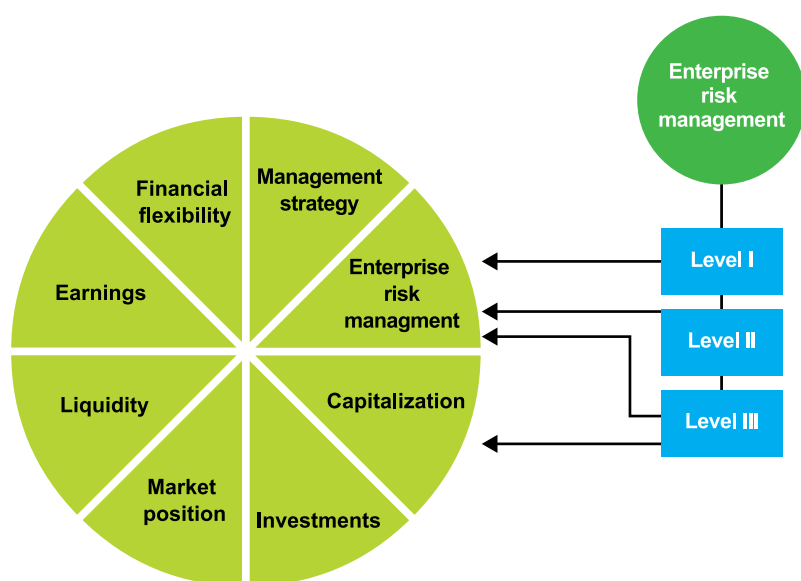 Enterprise
risk
management
Financial
flexibility
Management
strategy
Earnings
Enterprise
risk
managment
Level I
Level II
Level III
Liquidity
Capitalization
Market
position
Investments